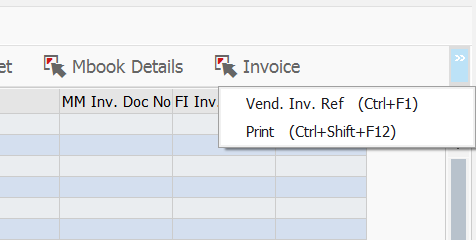 et Mbook Details Invoice »
MM Inv. Doc No FI Inv.
Vend. Inv. Ref (Ctrl+F1)
Print (Ctrl+Shift+F12)